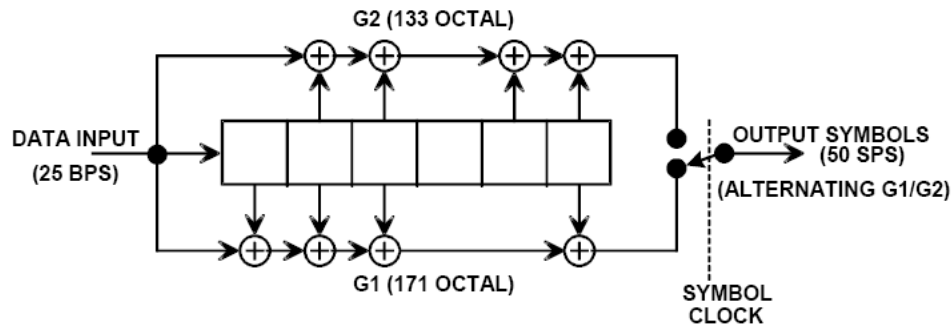 G2 (133 OCTAL)
DATA INPUT
(25 BPS)
OUTPUT SYMBOLS
(50 SPS)
(ALTERNATING G1/G2)
G1 (171 OCTAL)
SYMBOL
CLOCK